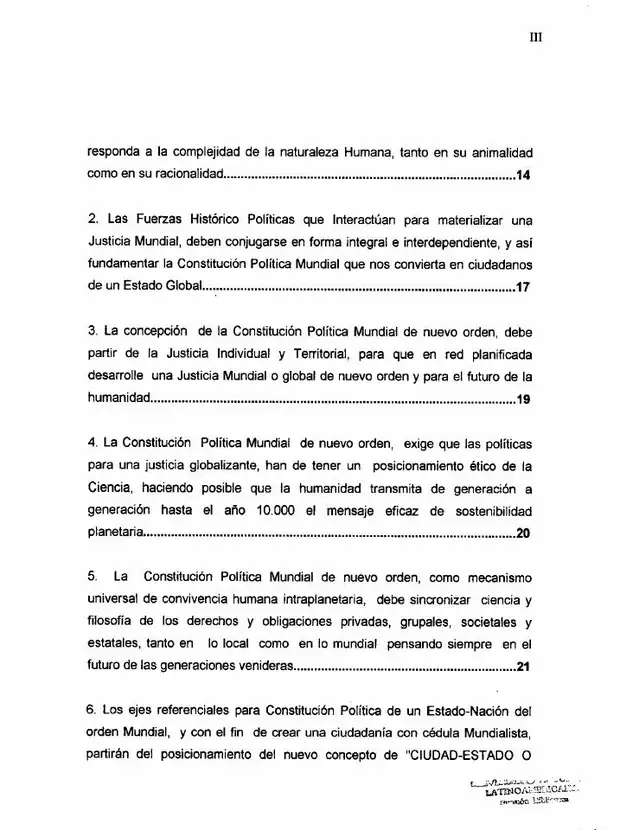 III
responda a la complejidad de la naturaleza Humana, tanto en su animalidad
como en su racionalidad....................................................................................14
2. Las Fuerzas Histórico Políticas que Interactúan para materializar una
Justicia Mundial, deben conjugarse en forma integral e interdependiente, y así
fundamentar la Constitución Política Mundial que nos convierta en ciudadanos
de un Estado Global..........................................................................................17
3. La concepción de la Constitución Política Mundial de nuevo orden, debe
partir de la Justicia Individual y Territorial, para que en red planificada
desarrolle una Justicia Mundial o global de nuevo orden y para el futuro de la
humanidad.........................................................................................................19
4. La Constitución Política Mundial de nuevo orden, exige que las políticas
para una justicia globalizante, han de tener un posicionamiento ético de la
Ciencia, haciendo posible que la humanidad transmita de generación a
generación hasta el año 10.000 el mensaje eficaz de sostenibilidad
planetaria...........................................................................................................20
5. La Constitución Política Mundial de nuevo orden, como mecanismo
universal de convivencia humana intraplanetaria, debe sincronizar ciencia y
filosofía de los derechos y obligaciones privadas, grupales, societales y
estatales, tanto en lo local como en lo mundial pensando siempre en el
futuro de las generaciones venideras................................................................21
6. Los ejes referenciales para Constitución Política de un Estado-Nación del
orden Mundial, y con el fin de crear una ciudadanía con cédula Mundialista,
partirán del posicionamiento del nuevo concepto de "CIUDAD-ESTADO O